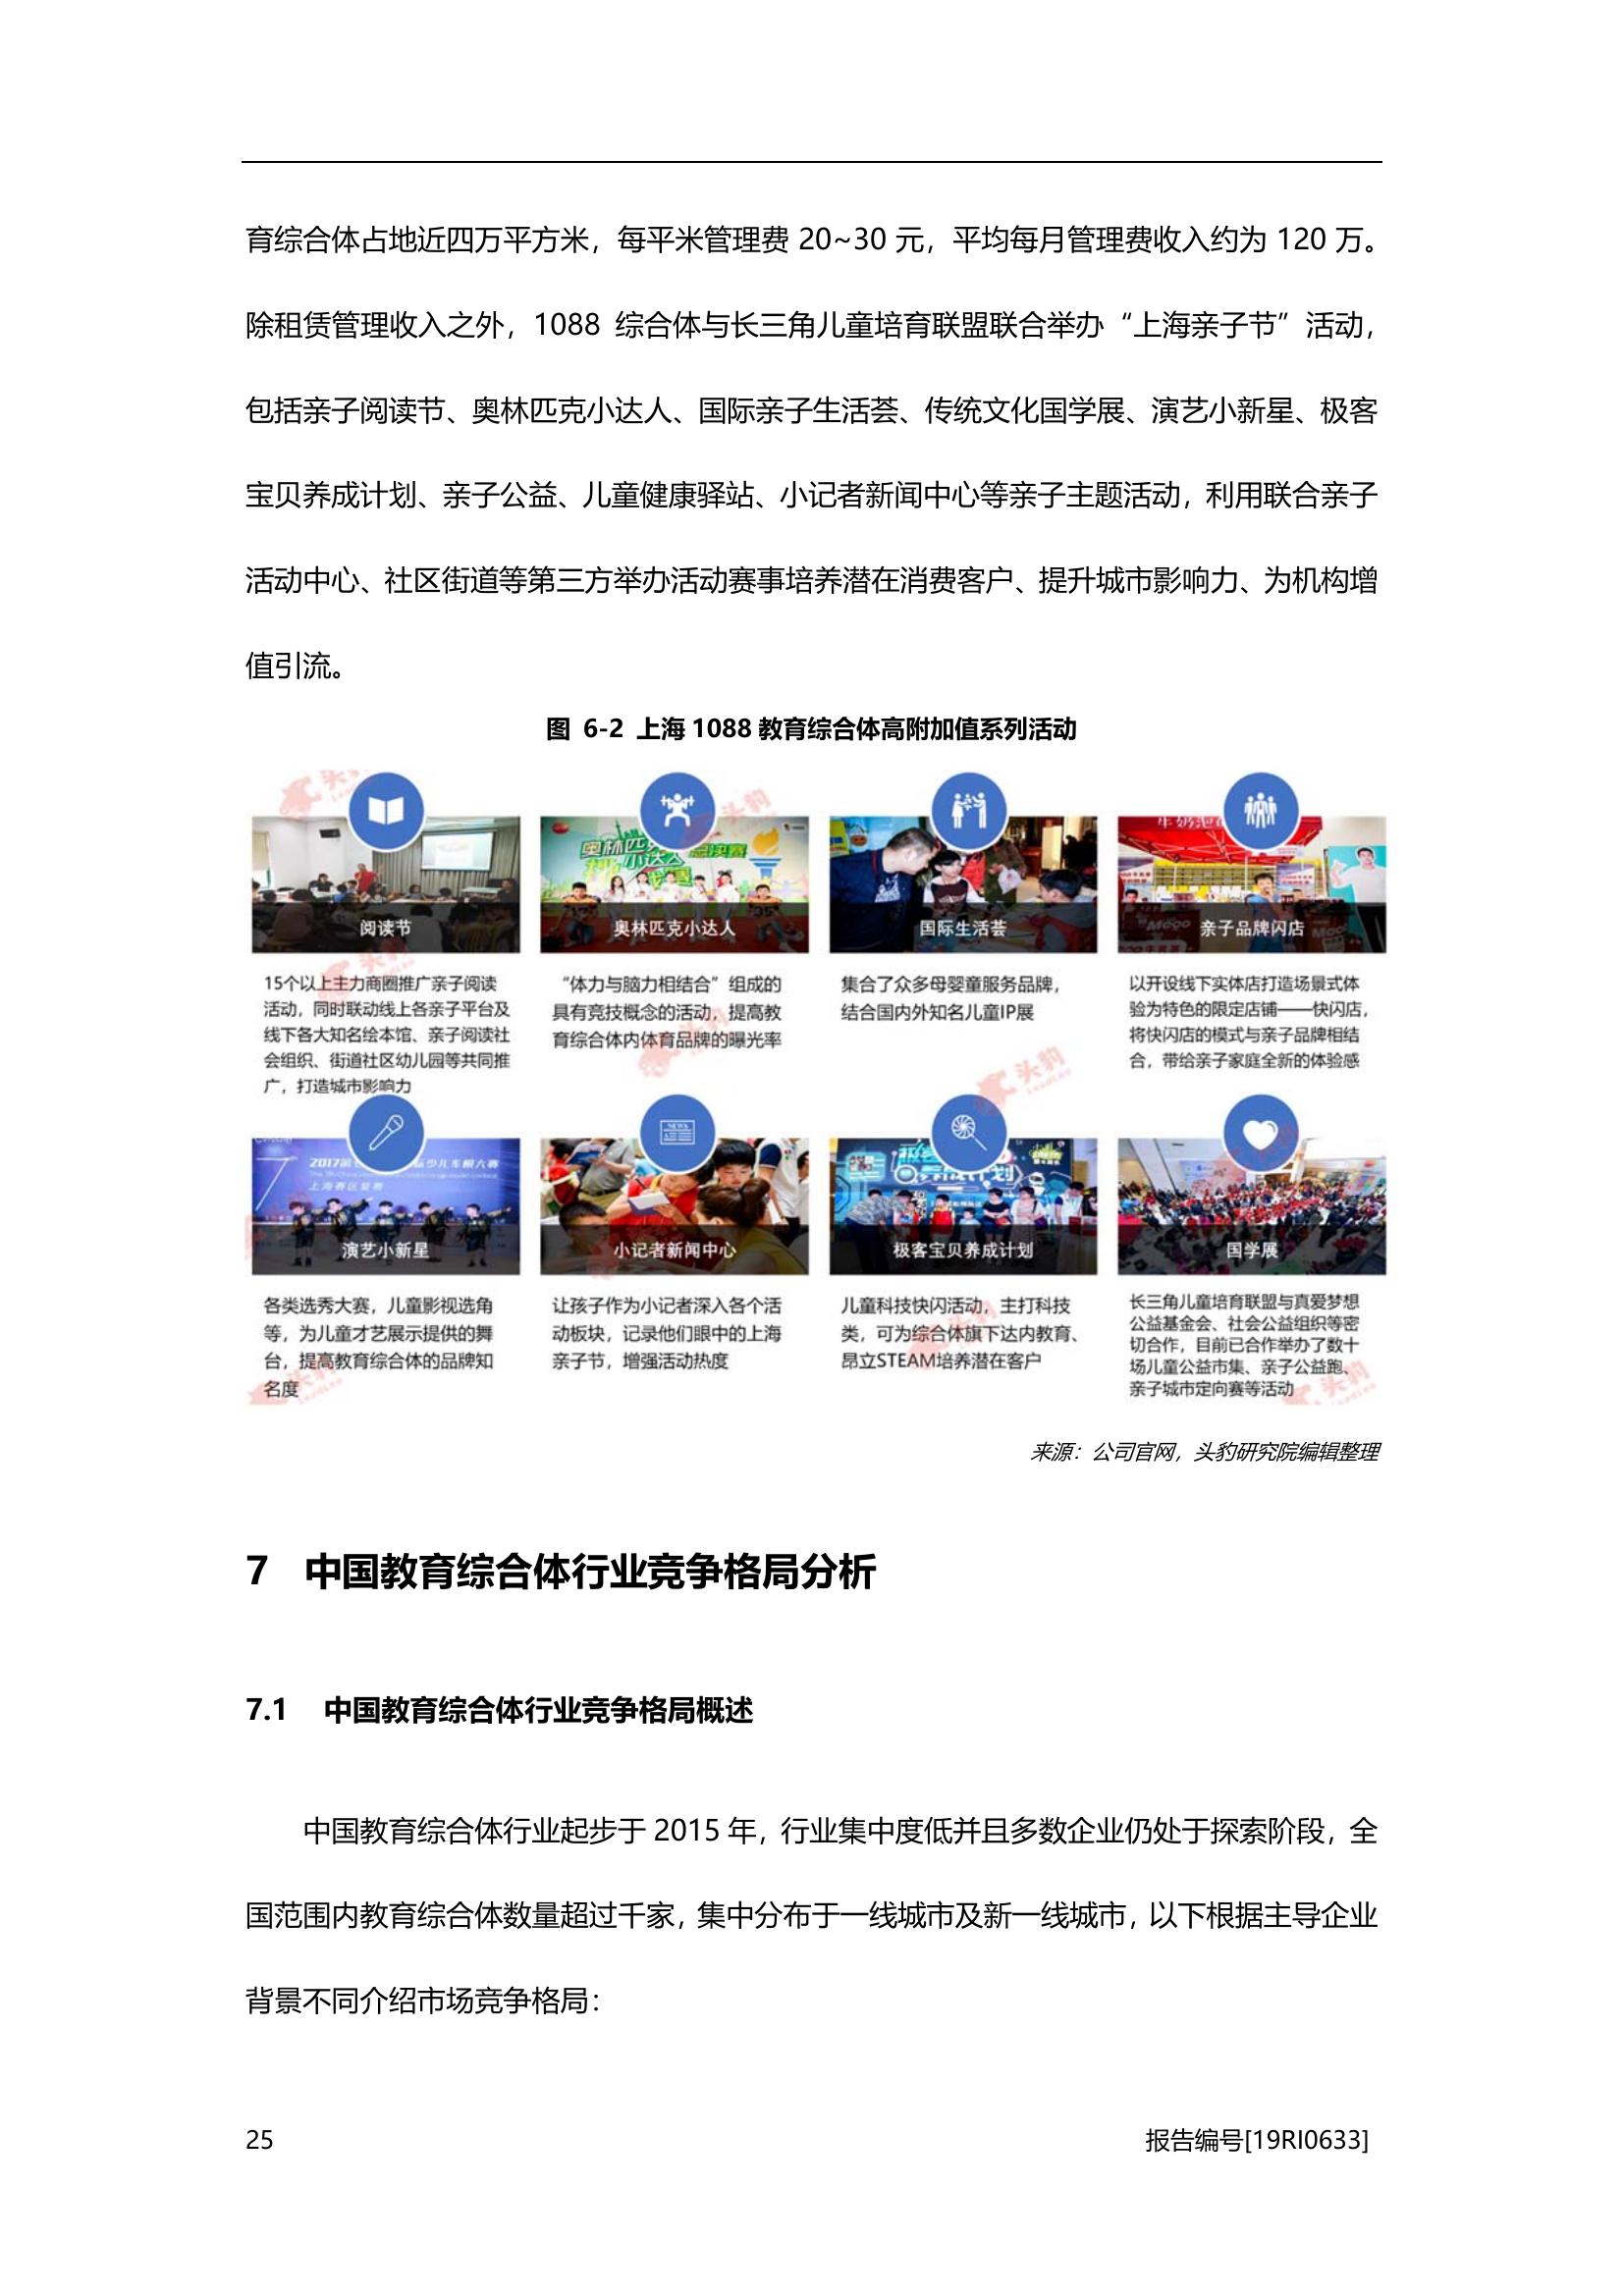 育综合体占地近四万平方米，每平米管理费 20~30 元，平均每月管理费收入约为 120 万。
除租赁管理收入之外，1088 综合体与长三角儿童培育联盟联合举办“上海亲子节”活动，
包括亲子阅读节、奥林匹克小达人、国际亲子生活荟、传统文化国学展、演艺小新星、极客
宝贝养成计划、亲子公益、儿童健康驿站、小记者新闻中心等亲子主题活动，利用联合亲子
活动中心、社区街道等第三方举办活动赛事培养潜在消费客户、提升城市影响力、为机构增
值引流。
图 6-2 上海 1088 教育综合体高附加值系列活动
阅读节
15个以上主力商圈推广亲子阅读
活动，同时联动线上各亲子平台及
线下各大知名绘本馆、亲子阅读社
会组织、街道社区幼儿园等共同推
广，打造城市影响力
奥林匹克小达人
“体力与脑力相结合”组成的
具有竞技概念的活动，提高教
育综合体内体育品牌的曝光率
国际生活荟
集合了众多母婴童服务品牌，
结合国内外知名儿童IP展
亲子品牌闪店
以开设线下实体店打造场景式体
验为特色的限定店铺——快闪店，
将快闪店的模式与亲子品牌相结
合，带给亲子家庭全新的体验感
演艺小新星
各类选秀大赛，儿童影视选角
等，为儿童才艺展示提供的舞
台，提高教育综合体的品牌知
名度
NEWS
小记者新闻中心
让孩子作为小记者深入各个活
动板块，记录他们眼中的上海
亲子节，增强活动热度
极客宝贝养成计划
儿童科技快闪活动，主打科技
类，可为综合体旗下达内教育、
昂立STEAM培养潜在客户
国学展
长三角儿童培育联盟与真爱梦想
公益基金会、社会公益组织等密
切合作，目前已合作举办了数十
场儿童公益市集、亲子公益跑、
亲子城市定向赛等活动
头豹
来源：公司官网，头豹研究院编辑整理
7 中国教育综合体行业竞争格局分析
7.1 中国教育综合体行业竞争格局概述
中国教育综合体行业起步于 2015 年，行业集中度低并且多数企业仍处于探索阶段，全
国范围内教育综合体数量超过千家，集中分布于一线城市及新一线城市，以下根据主导企业
背景不同介绍市场竞争格局：
25
报告编号[19RI0633]